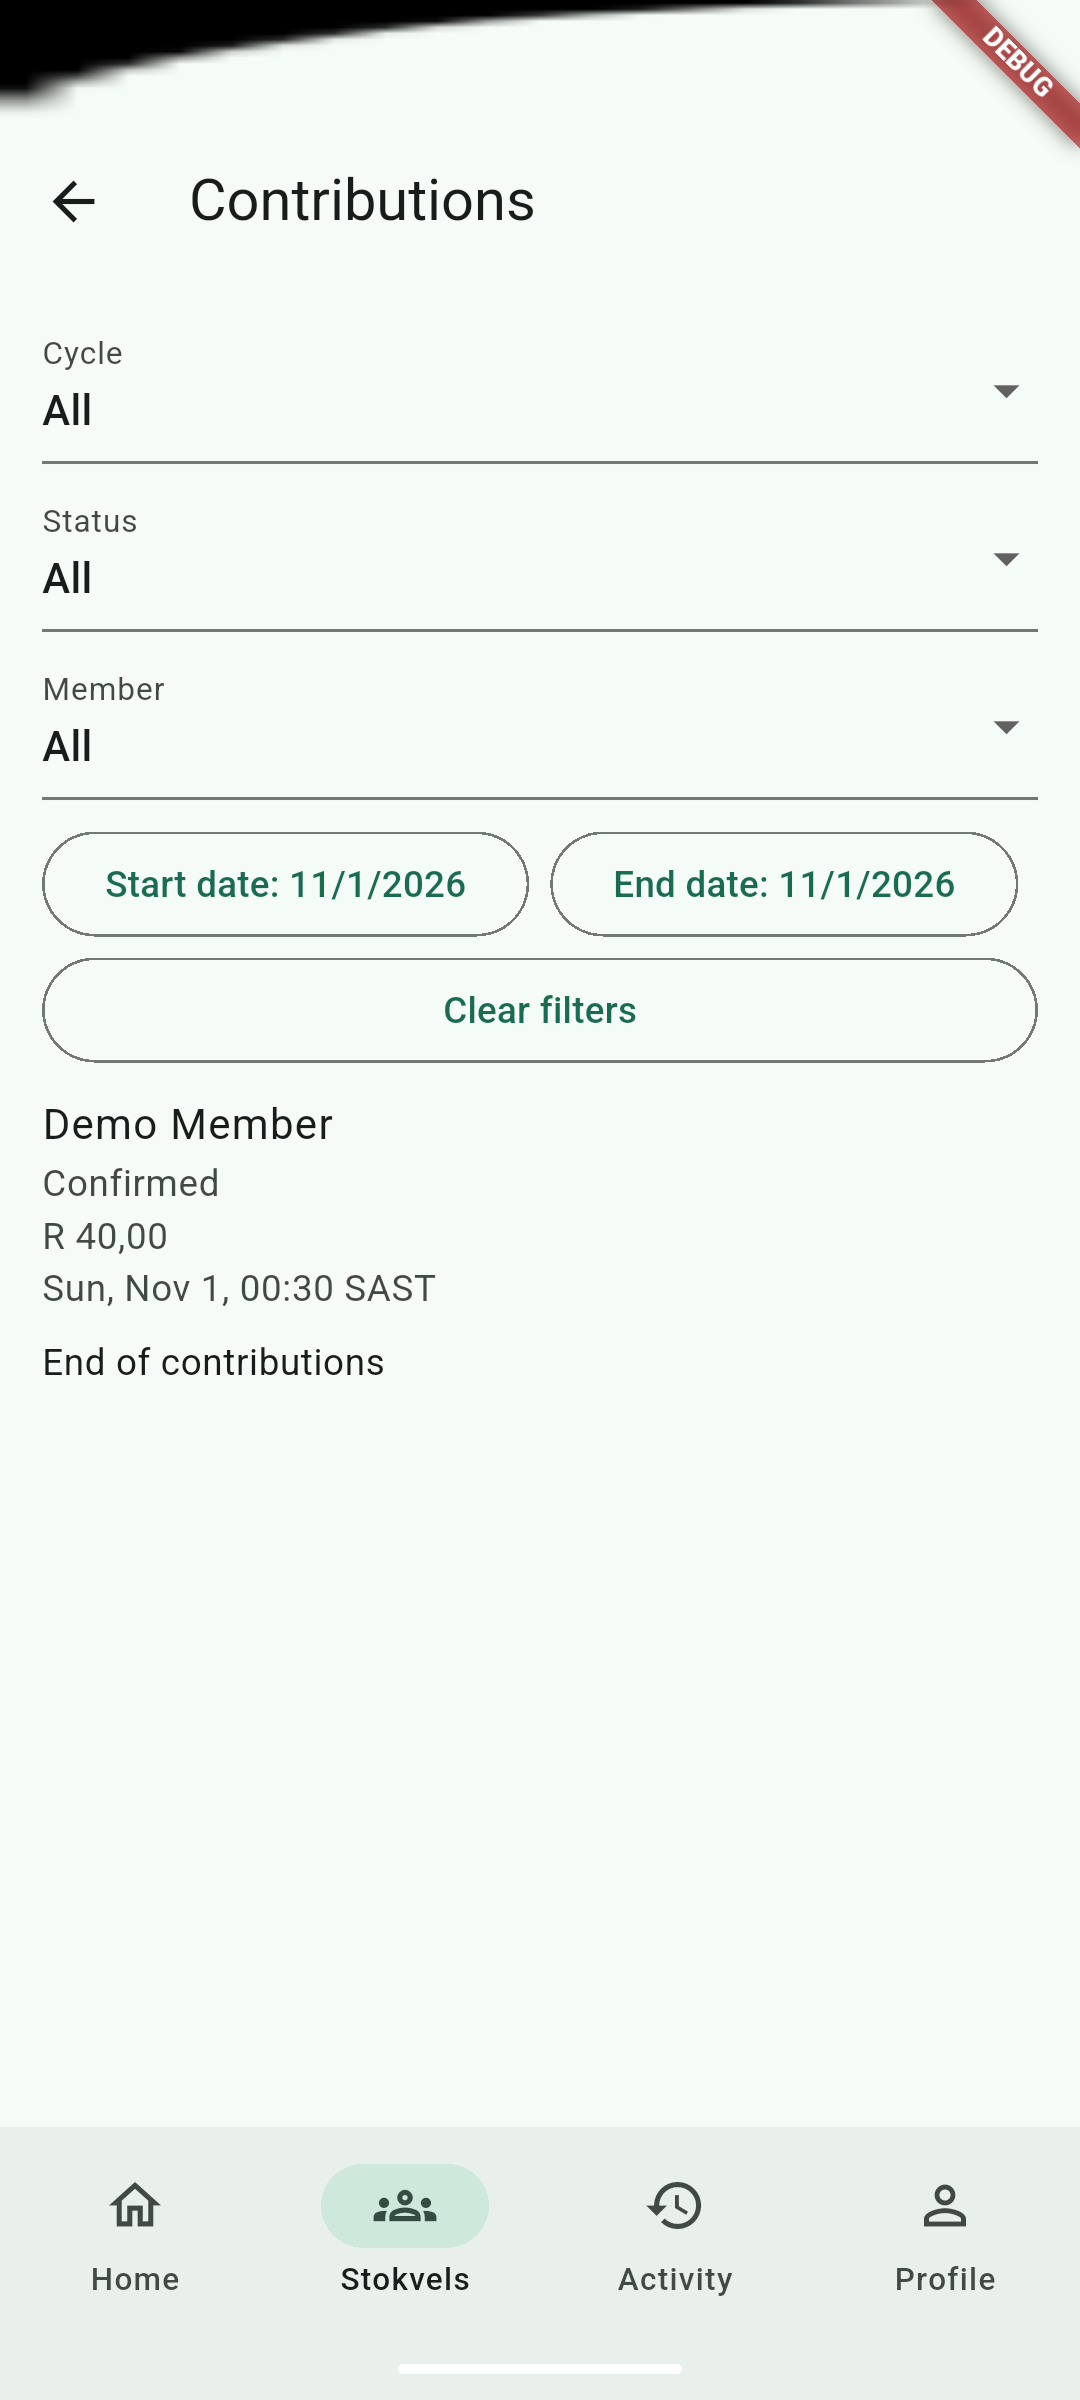 DEBUG
Contributions
Cycle
All
Status
All
Member
All
Start date: 11/1/2026
End date: 11/1/2026
Clear filters
Demo Member
Confirmed
R 40,00
Sun, Nov 1, 00:30 SAST
End of contributions
Home
Stokvels
Activity
Profile